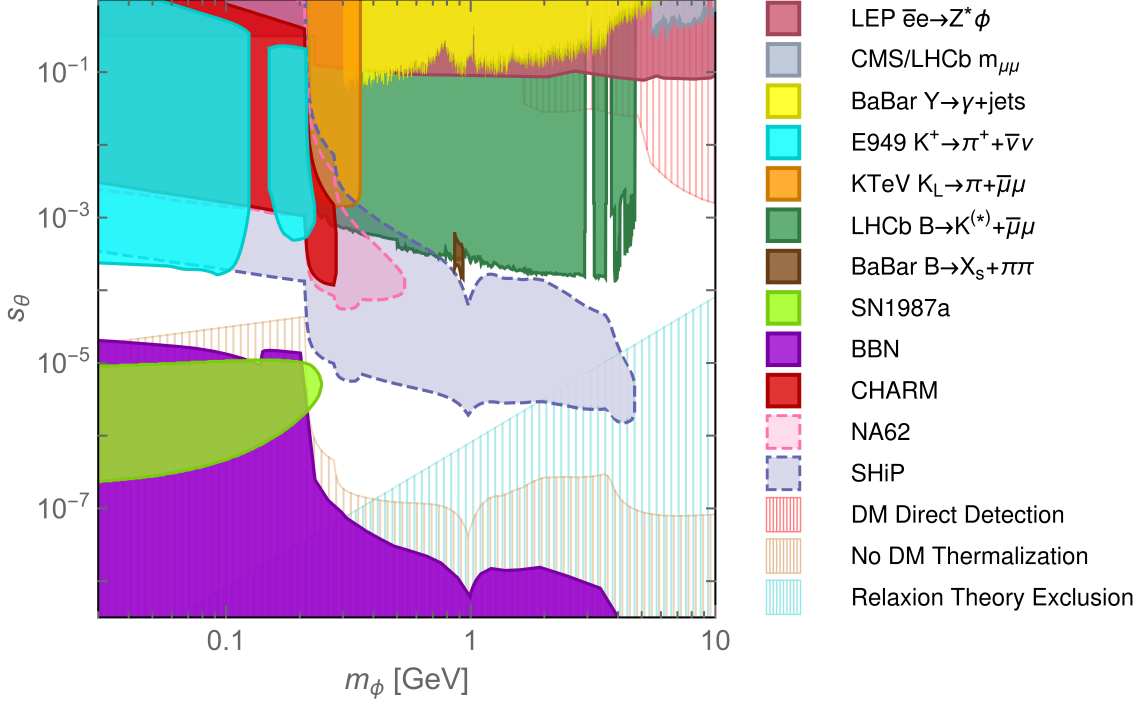 LEP e̅e→Z*ϕ
CMS/LHCb mμμ
BaBar Υ→γ+jets
E949 K⁺→π⁺+ν̅ν
KTeV K_L→π+μ̅μ
LHCb B→K⁽*⁾+μ̅μ
BaBar B→X_s+ππ
SN1987a
BBN
CHARM
NA62
SHiP
DM Direct Detection
No DM Thermalization
Relaxion Theory Exclusion
10⁻¹
10⁻³
10⁻⁵
10⁻⁷
s_θ
0.1 1 10
m_ϕ [GeV]